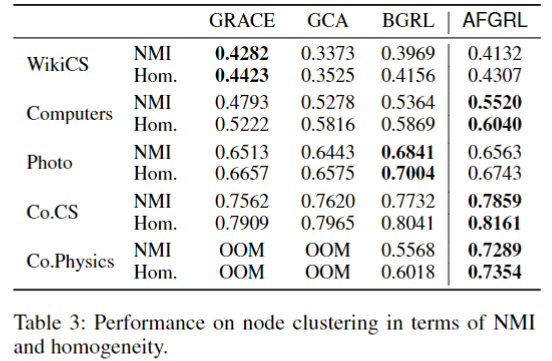 GRACE GCA BGRL AFGRL
WikiCS NMI 0.4282 0.3373 0.3969 0.4132
Hom. 0.4423 0.3525 0.4156 0.4307
Computers NMI 0.4793 0.5278 0.5364 0.5520
Hom. 0.5222 0.5816 0.5869 0.6040
Photo NMI 0.6513 0.6443 0.6841 0.6563
Hom. 0.6657 0.6575 0.7004 0.6743
Co.CS NMI 0.7562 0.7620 0.7732 0.7859
Hom. 0.7909 0.7965 0.8041 0.8161
Co.Physics NMI OOM OOM 0.5568 0.7289
Hom. OOM OOM 0.6018 0.7354
Table 3: Performance on node clustering in terms of NMI
and homogeneity.